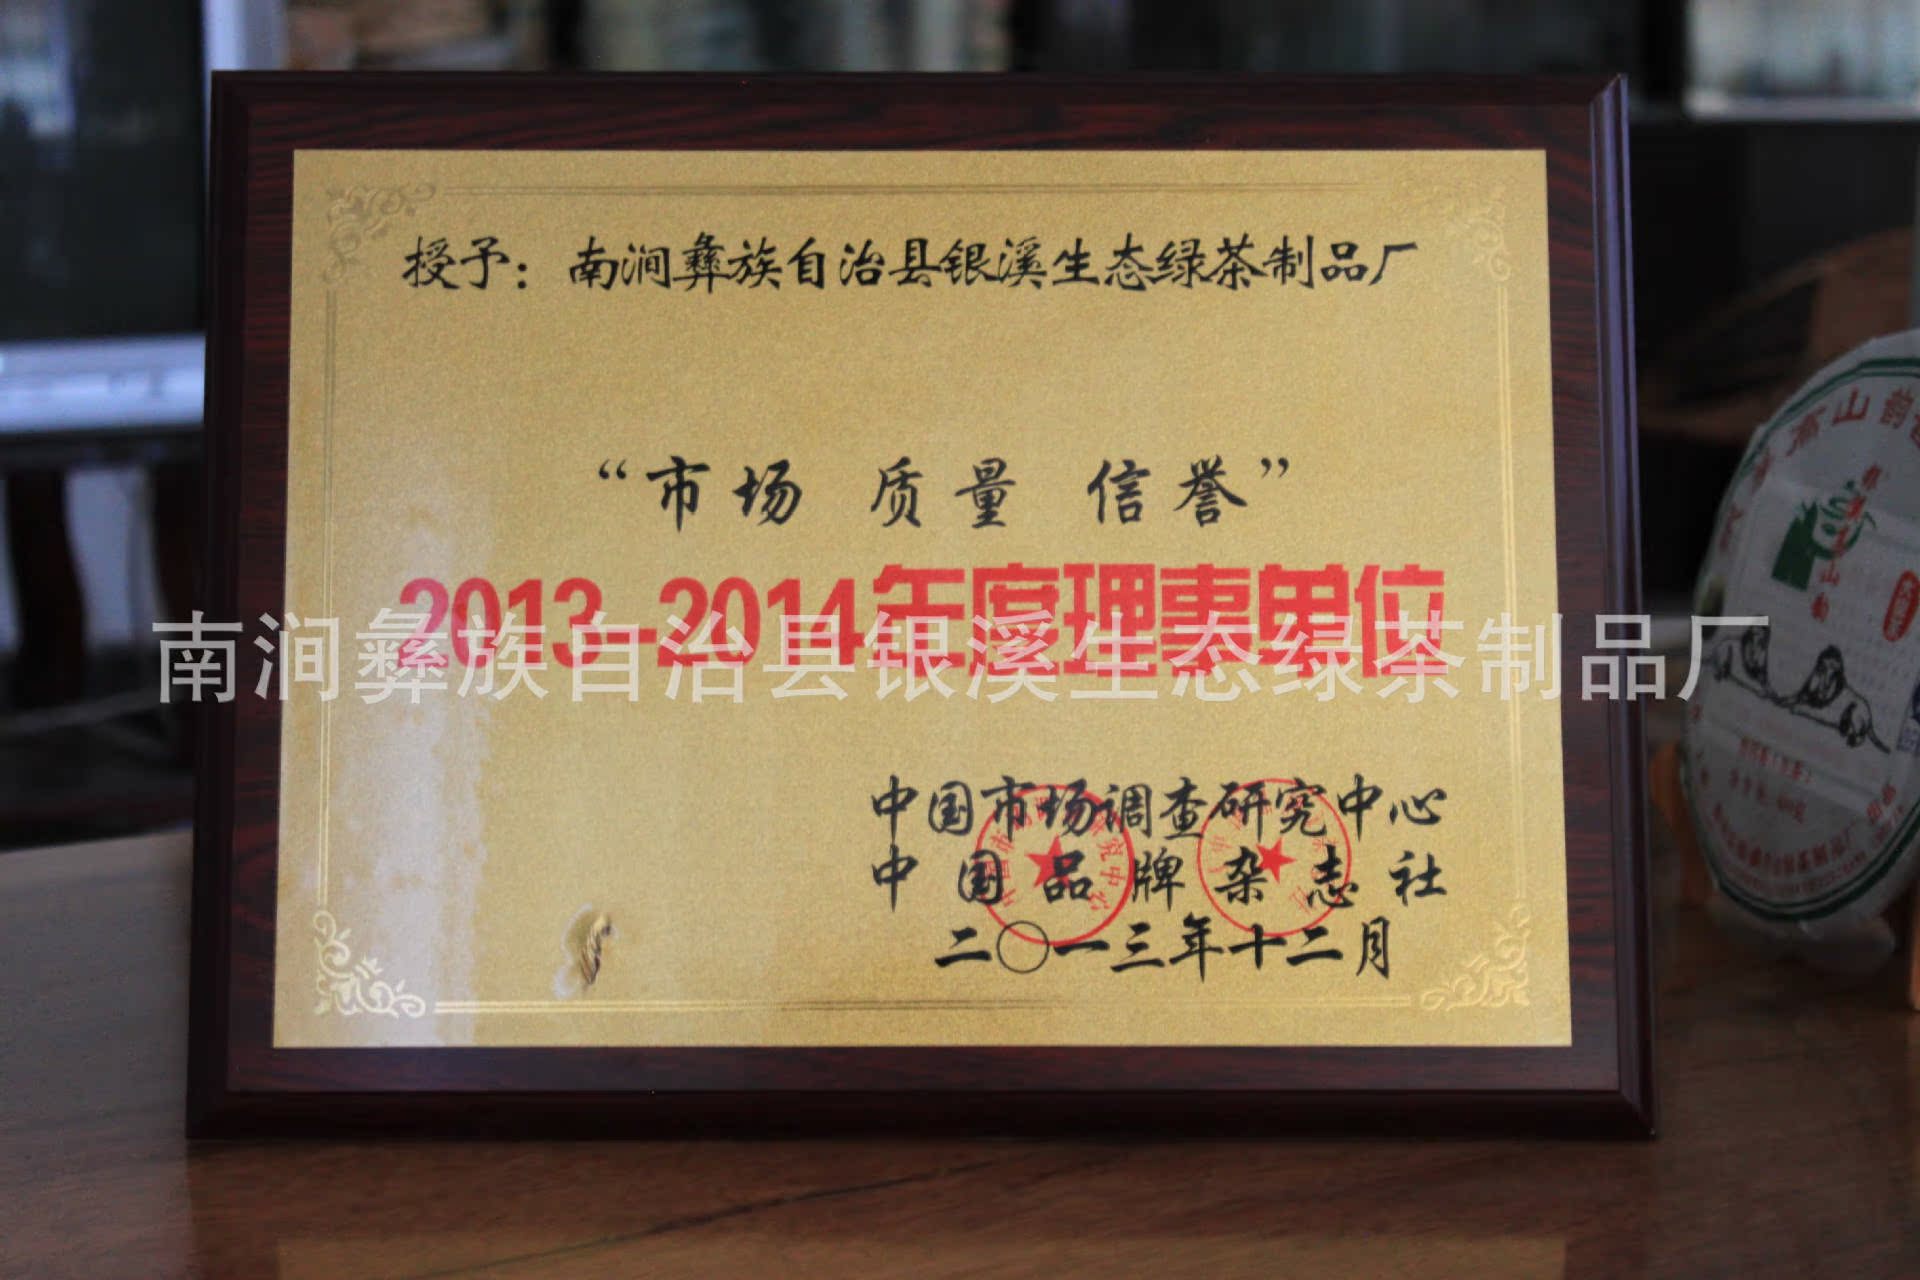 授予：南涧彝族自治县银溪生态绿茶制品厂
“市场 质量 信誉”
2013-2014年度理事单位
南涧彝族自治县银溪生态绿茶制品厂
中国市场调查研究中心
中国品牌杂志社
二〇一三年十二月
高山韵